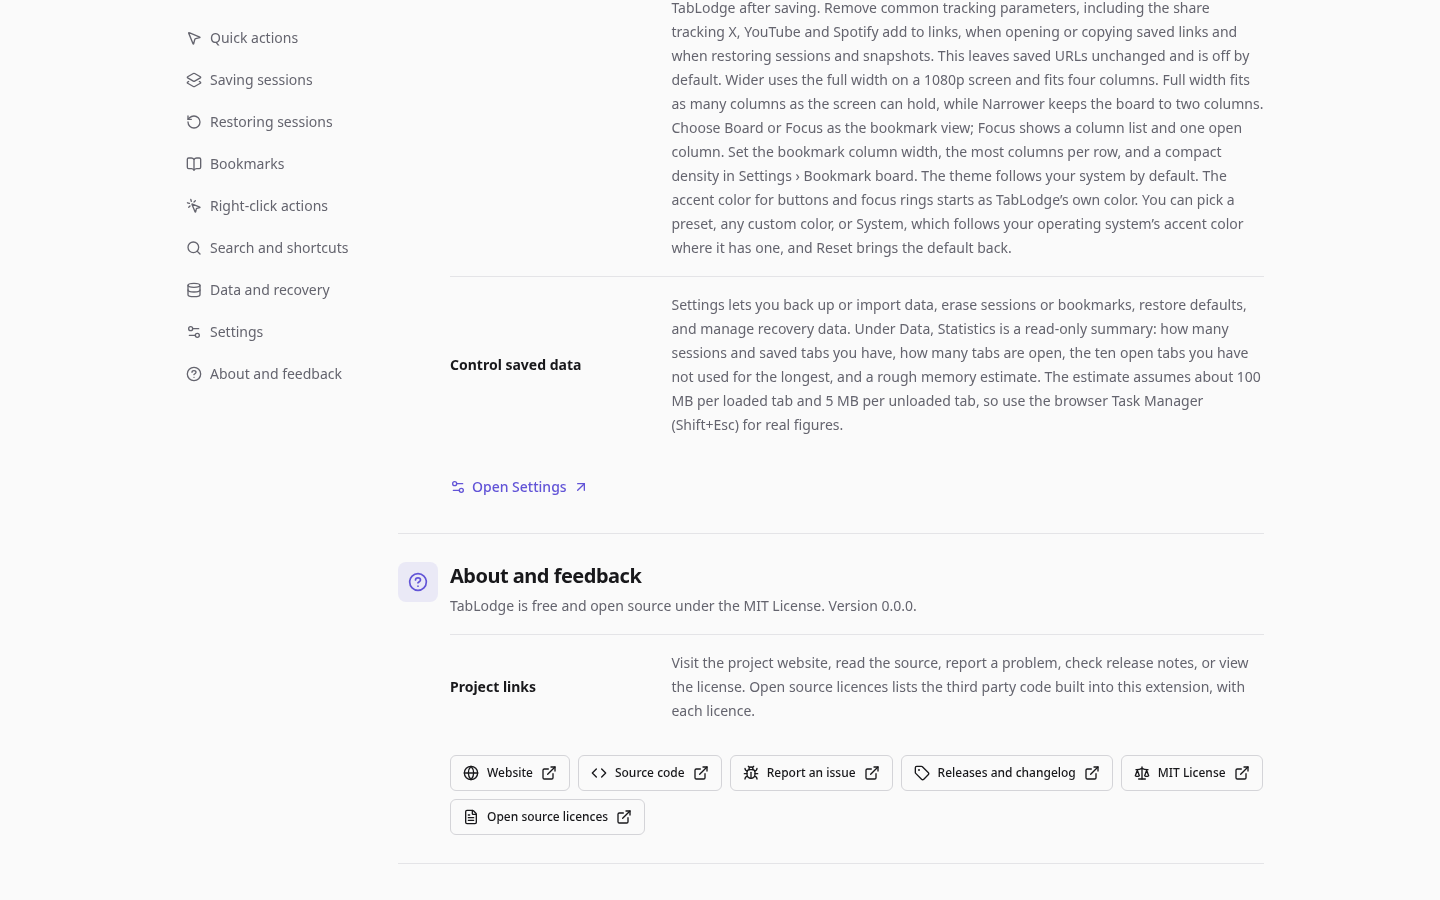 Quick actions
Saving sessions
Restoring sessions
Bookmarks
Right-click actions
Search and shortcuts
Data and recovery
Settings
About and feedback
TabLodge after saving. Remove common tracking parameters, including the share
tracking X, YouTube and Spotify add to links, when opening or copying saved links and
when restoring sessions and snapshots. This leaves saved URLs unchanged and is off by
default. Wider uses the full width on a 1080p screen and fits four columns. Full width fits
as many columns as the screen can hold, while Narrower keeps the board to two columns.
Choose Board or Focus as the bookmark view; Focus shows a column list and one open
column. Set the bookmark column width, the most columns per row, and a compact
density in Settings › Bookmark board. The theme follows your system by default. The
accent color for buttons and focus rings starts as TabLodge’s own color. You can pick a
preset, any custom color, or System, which follows your operating system’s accent color
where it has one, and Reset brings the default back.
Control saved data
Settings lets you back up or import data, erase sessions or bookmarks, restore defaults,
and manage recovery data. Under Data, Statistics is a read-only summary: how many
sessions and saved tabs you have, how many tabs are open, the ten open tabs you have
not used for the longest, and a rough memory estimate. The estimate assumes about 100
MB per loaded tab and 5 MB per unloaded tab, so use the browser Task Manager
(Shift+Esc) for real figures.
Open Settings
About and feedback
TabLodge is free and open source under the MIT License. Version 0.0.0.
Project links
Visit the project website, read the source, report a problem, check release notes, or view
the license. Open source licences lists the third party code built into this extension, with
each licence.
Website
Source code
Report an issue
Releases and changelog
MIT License
Open source licences